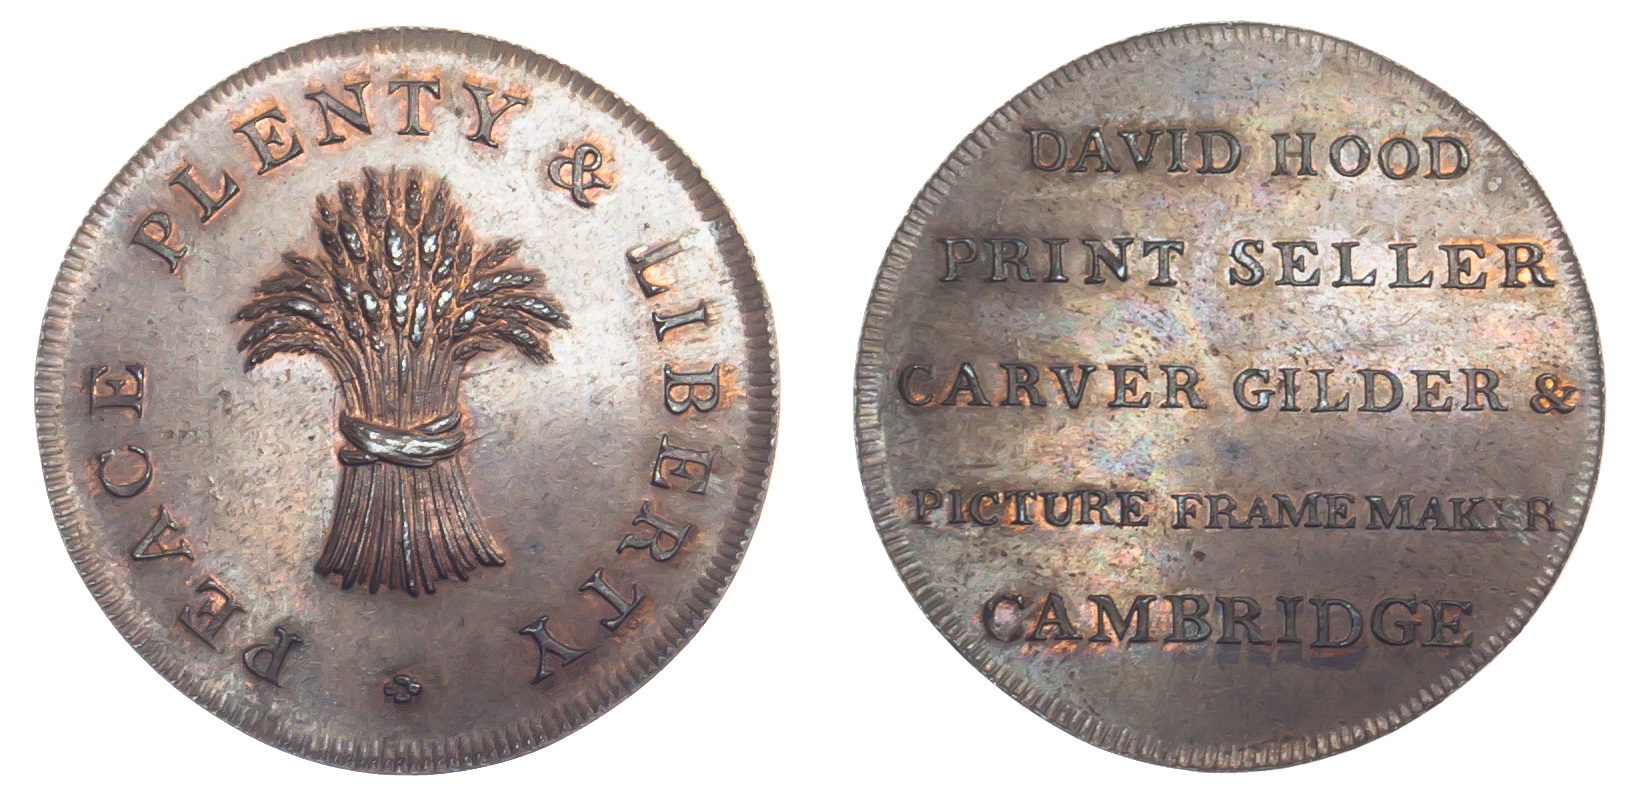 PEACE PLENTY & LIBERTY
DAVID HOOD
PRINT SELLER
CARVER GILDER &
PICTURE FRAME MAKER
CAMBRIDGE